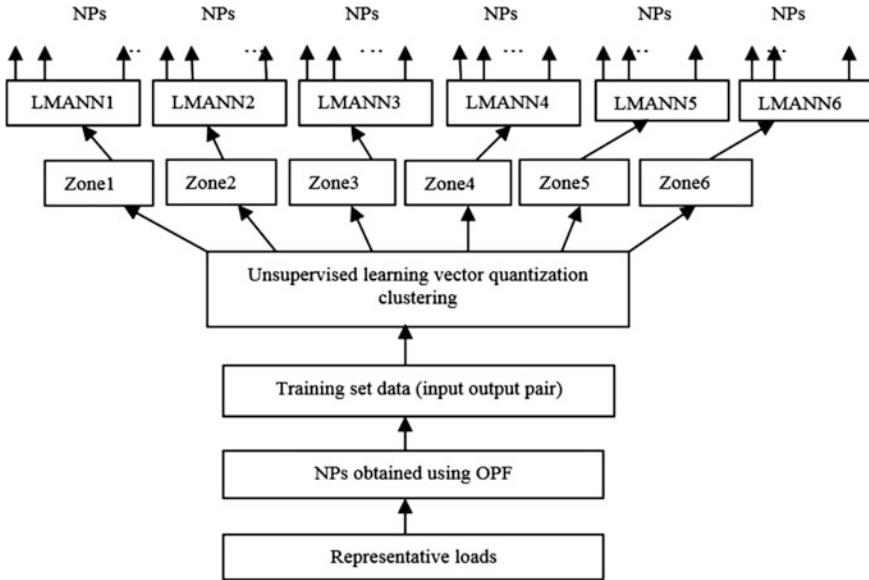 NPs NPs NPs NPs NPs NPs
LMANN1 LMANN2 LMANN3 LMANN4 LMANN5 LMANN6
Zone1 Zone2 Zone3 Zone4 Zone5 Zone6
Unsupervised learning vector quantization
clustering
Training set data (input output pair)
NPs obtained using OPF
Representative loads